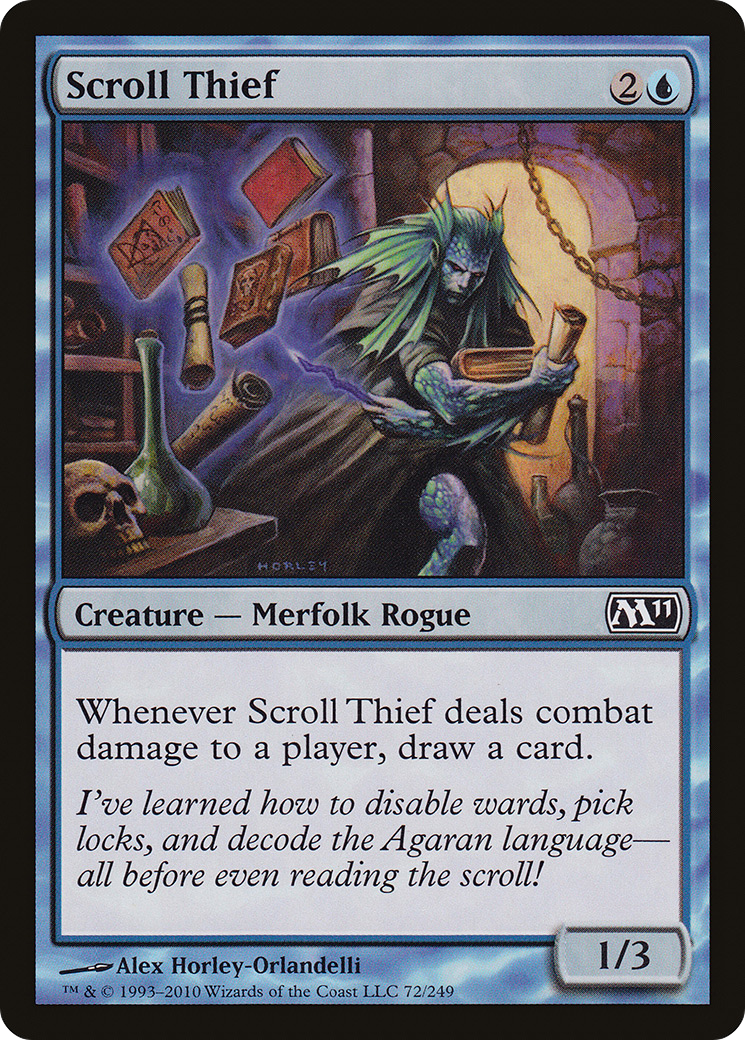 Scroll Thief 2
HORLEY
Creature — Merfolk Rogue M11
Whenever Scroll Thief deals combat
damage to a player, draw a card.
I've learned how to disable wards, pick
locks, and decode the Agaran language—
all before even reading the scroll!
1/3
Alex Horley-Orlandelli
™ & © 1993–2010 Wizards of the Coast LLC 72/249